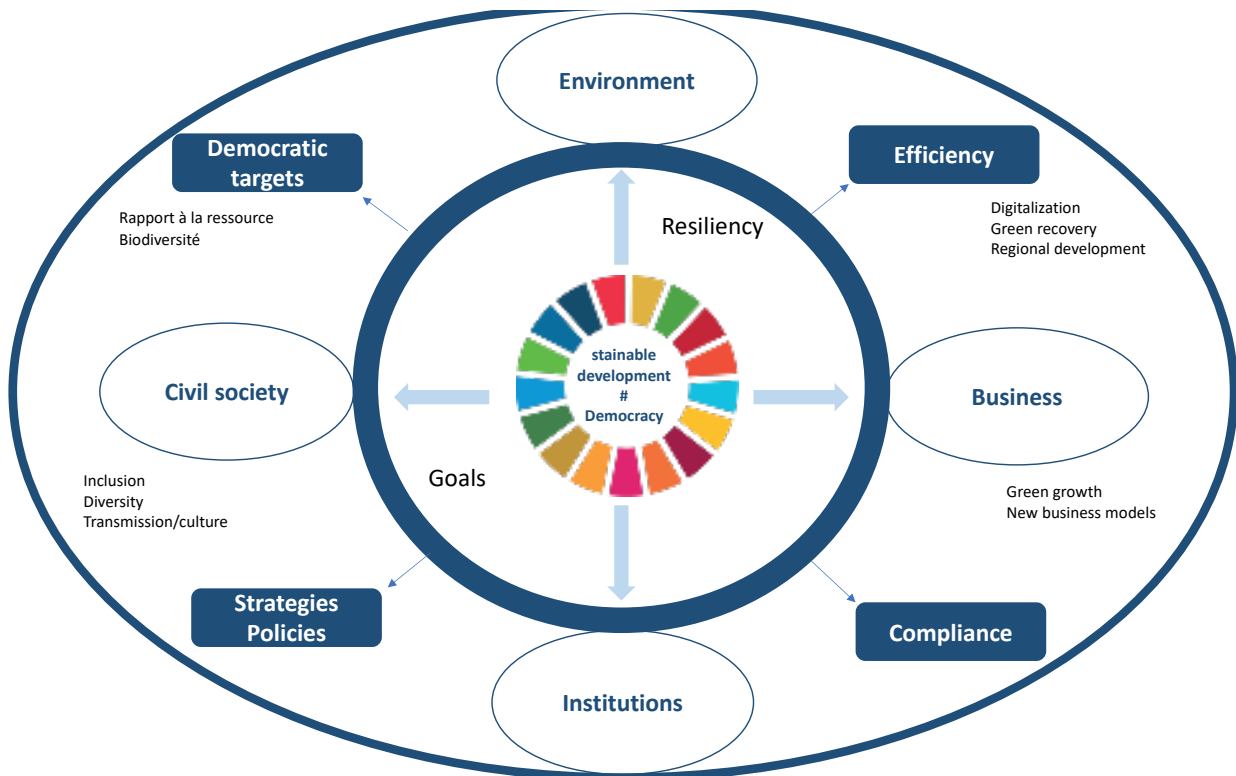 Environment
Democratic
targets
Efficiency
Rapport à la ressource
Biodiversité
Resiliency
Digitalization
Green recovery
Regional development
stainable
development
#
Democracy
Civil society
Business
Goals
Inclusion
Diversity
Transmission/culture
Green growth
New business models
Strategies
Policies
Compliance
Institutions